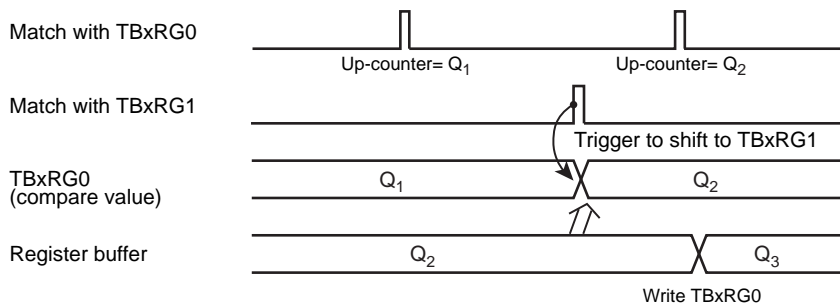 Match with TBxRG0
Up-counter= Q1
Up-counter= Q2
Match with TBxRG1
Trigger to shift to TBxRG1
TBxRG0
(compare value)
Q1
Q2
Register buffer
Q2
Q3
Write TBxRG0